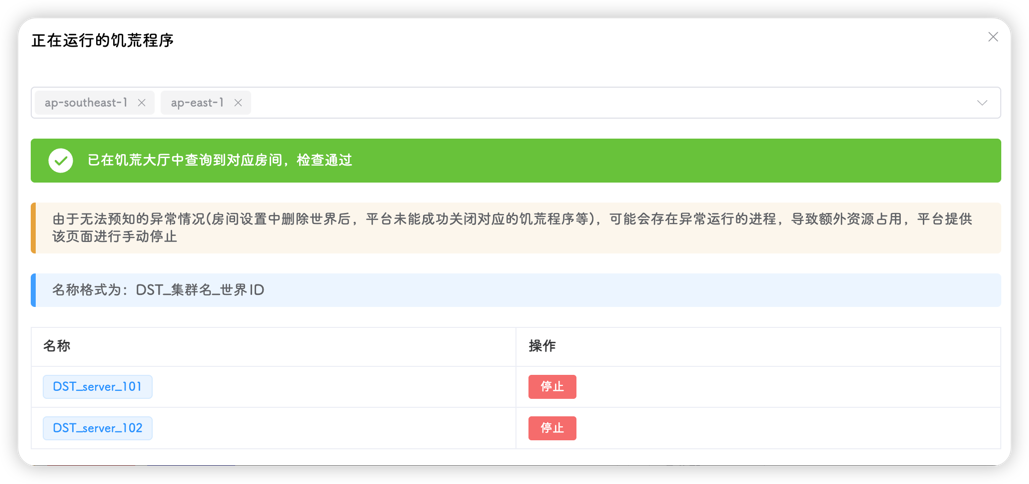 正在运行的饥荒程序
ap-southeast-1
ap-east-1
已在饥荒大厅中查询到对应房间，检查通过
由于无法预知的异常情况(房间设置中删除世界后，平台未能成功关闭对应的饥荒程序等)，可能会存在异常运行的进程，导致额外资源占用，平台提供
该页面进行手动停止
名称格式为：DST_集群名_世界ID
名称 操作
DST_server_101 停止
DST_server_102 停止